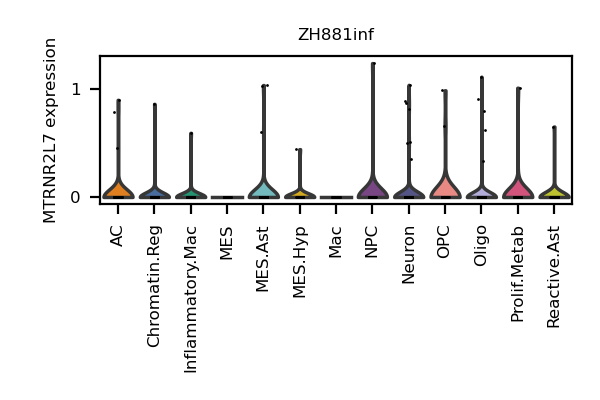 ZH881inf
MTRNR2L7 expression
1
0
AC
Chromatin.Reg
Inflammatory.Mac
MES
MES.Ast
MES.Hyp
Mac
NPC
Neuron
OPC
Oligo
Prolif.Metab
Reactive.Ast